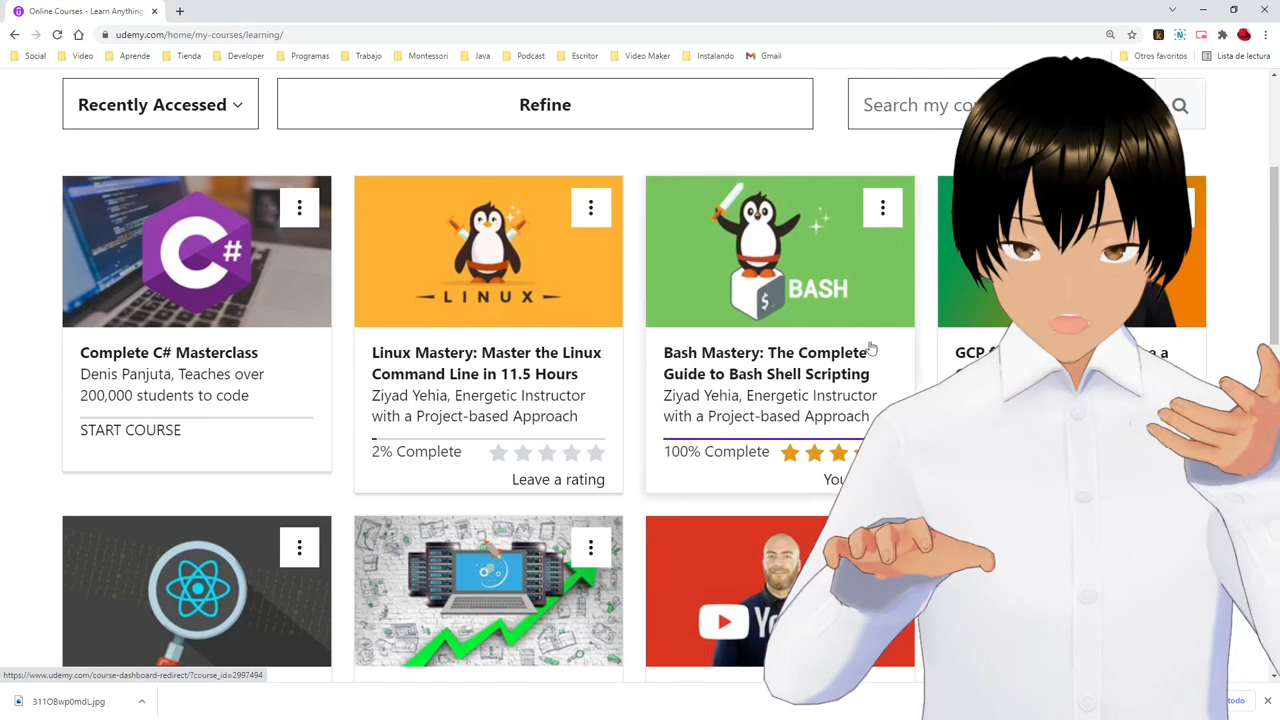 Online Courses - Learn Anything,
udemy.com/home/my-courses/learning/
Social Video Aprende Tienda Developer Programas Trabajo Montessori Java Podcast Escritor Video Maker Instalando Gmail Otros favoritos Lista de lectura
Recently Accessed
Refine
Search my
C#
LINUX
$_
BASH
Complete C# Masterclass
Denis Panjuta, Teaches over
200,000 students to code
START COURSE
Linux Mastery: Master the Linux
Command Line in 11.5 Hours
Ziyad Yehia, Energetic Instructor
with a Project-based Approach
2% Complete
Leave a rating
Bash Mastery: The Complete
Guide to Bash Shell Scripting
Ziyad Yehia, Energetic Instructor
with a Project-based Approach
100% Complete
GCP
a
https://www.udemy.com/course-dashboard-redirect/?course_id=2997494
311OBwp0mdL.jpg
todo